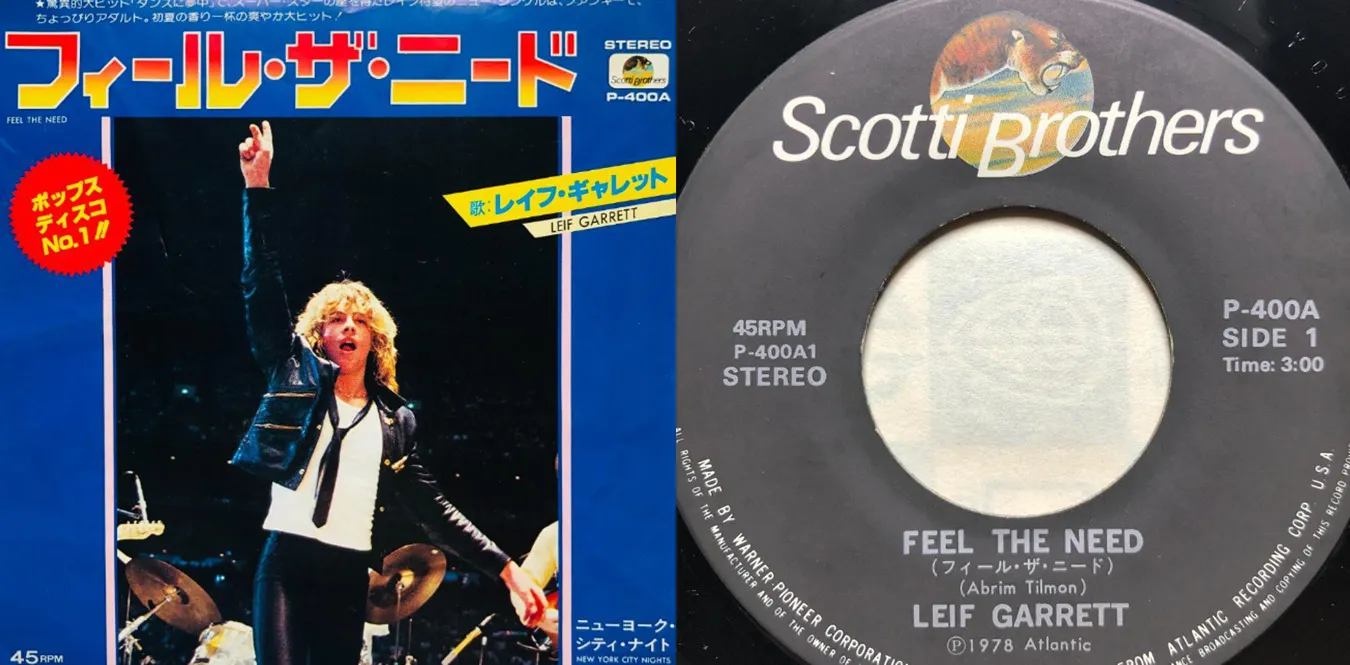 ★驚異的大ヒット「ダンスに夢中」で、スーパー・スターの座を得たレイフ待望のニュー・シングルは、ファンキーで、
ちょっぴりアダルト。初夏の香り一杯の爽やか大ヒット!
フィール・ザ・ニード
FEEL THE NEED
STEREO
Scotti Brothers
P-400A
ポップス
ディスコ
No.1!!
歌:レイフ・ギャレット
LEIF GARRETT
ニューヨーク・
シティ・ナイト
NEW YORK CITY NIGHTS
45RPM
Scotti Brothers
45RPM
P-400A1
STEREO
P-400A
SIDE 1
Time: 3:00
FEEL THE NEED
(フィール・ザ・ニード)
(Abrim Tilmon)
LEIF GARRETT
Ⓟ1978 Atlantic
MADE BY WARNER-PIONEER CORPORATION
FROM ATLANTIC RECORDING CORP. U.S.A.
ALL RIGHTS OF THE MANUFACTURER AND OF THE OWNER OF
BROADCASTING AND COPYING OF THIS RECORD